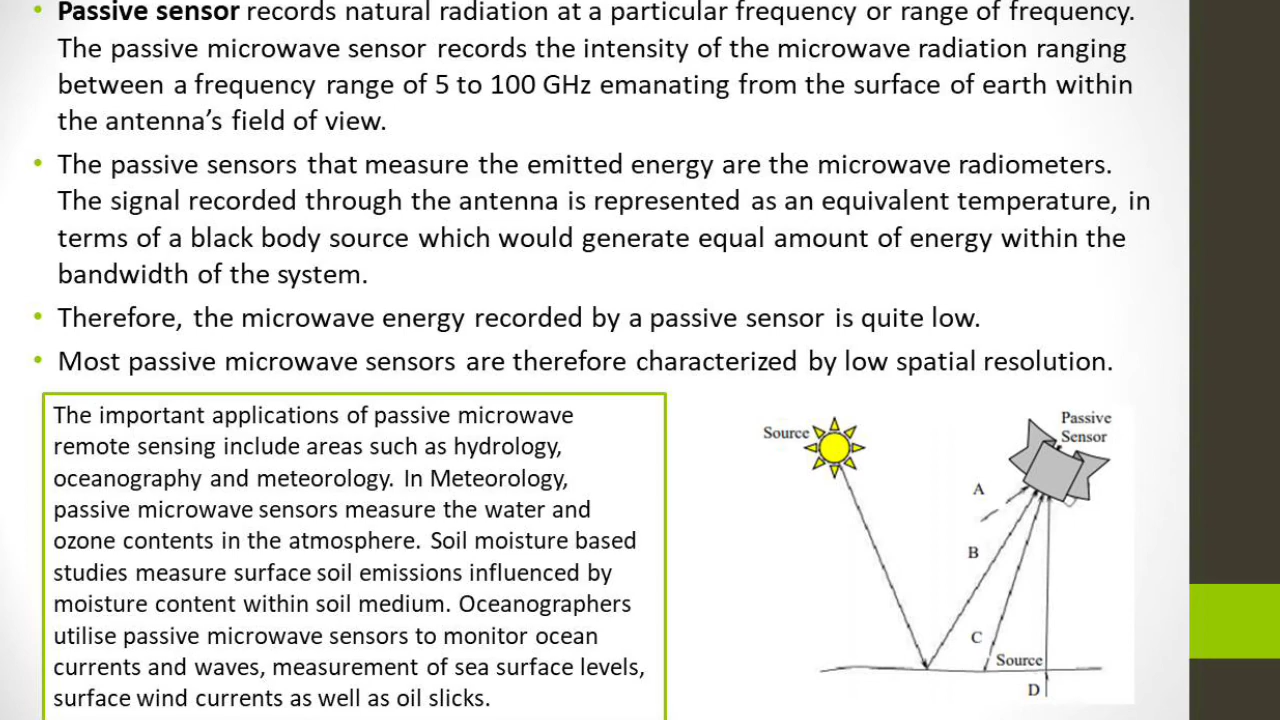 • Passive sensor records natural radiation at a particular frequency or range of frequency.
The passive microwave sensor records the intensity of the microwave radiation ranging
between a frequency range of 5 to 100 GHz emanating from the surface of earth within
the antenna’s field of view.
• The passive sensors that measure the emitted energy are the microwave radiometers.
The signal recorded through the antenna is represented as an equivalent temperature, in
terms of a black body source which would generate equal amount of energy within the
bandwidth of the system.
• Therefore, the microwave energy recorded by a passive sensor is quite low.
• Most passive microwave sensors are therefore characterized by low spatial resolution.
The important applications of passive microwave
remote sensing include areas such as hydrology,
oceanography and meteorology. In Meteorology,
passive microwave sensors measure the water and
ozone contents in the atmosphere. Soil moisture based
studies measure surface soil emissions influenced by
moisture content within soil medium. Oceanographers
utilise passive microwave sensors to monitor ocean
currents and waves, measurement of sea surface levels,
surface wind currents as well as oil slicks.
Source
Passive
Sensor
A
B
C
Source
D